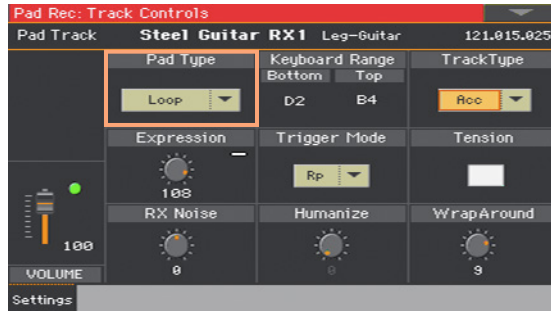 Pad Rec: Track Controls
Pad Track Steel Guitar RX1 Leg-Guitar 121.015.025
Pad Type Keyboard Range TrackType
Bottom Top
Loop D2 B4 Acc
Expression Trigger Mode Tension
108 Rp
RX Noise Humanize WrapAround
100
VOLUME 0 0 9
Settings